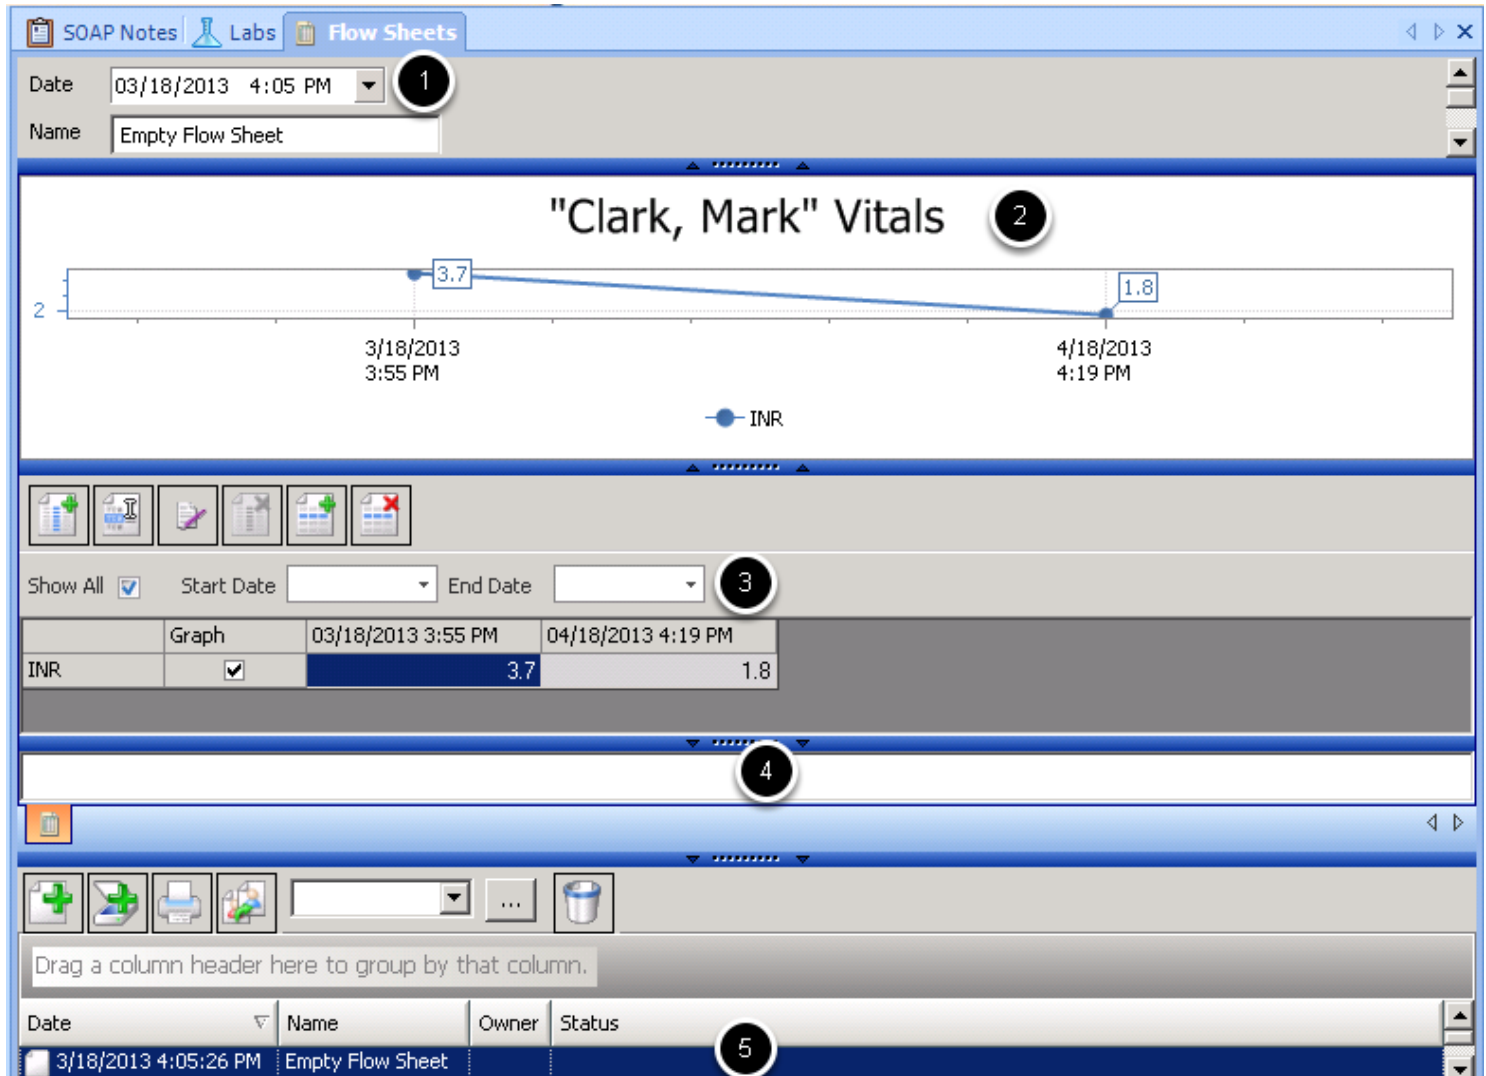 SOAP Notes Labs Flow Sheets
Date 03/18/2013 4:05 PM 1
Name Empty Flow Sheet
"Clark, Mark" Vitals 2
3.7
1.8
2
3/18/2013 4/18/2013
3:55 PM 4:19 PM
INR
Show All Start Date End Date 3
Graph 03/18/2013 3:55 PM 04/18/2013 4:19 PM
INR 3.7 1.8
4
...
Drag a column header here to group by that column.
Date Name Owner Status
3/18/2013 4:05:26 PM Empty Flow Sheet 5